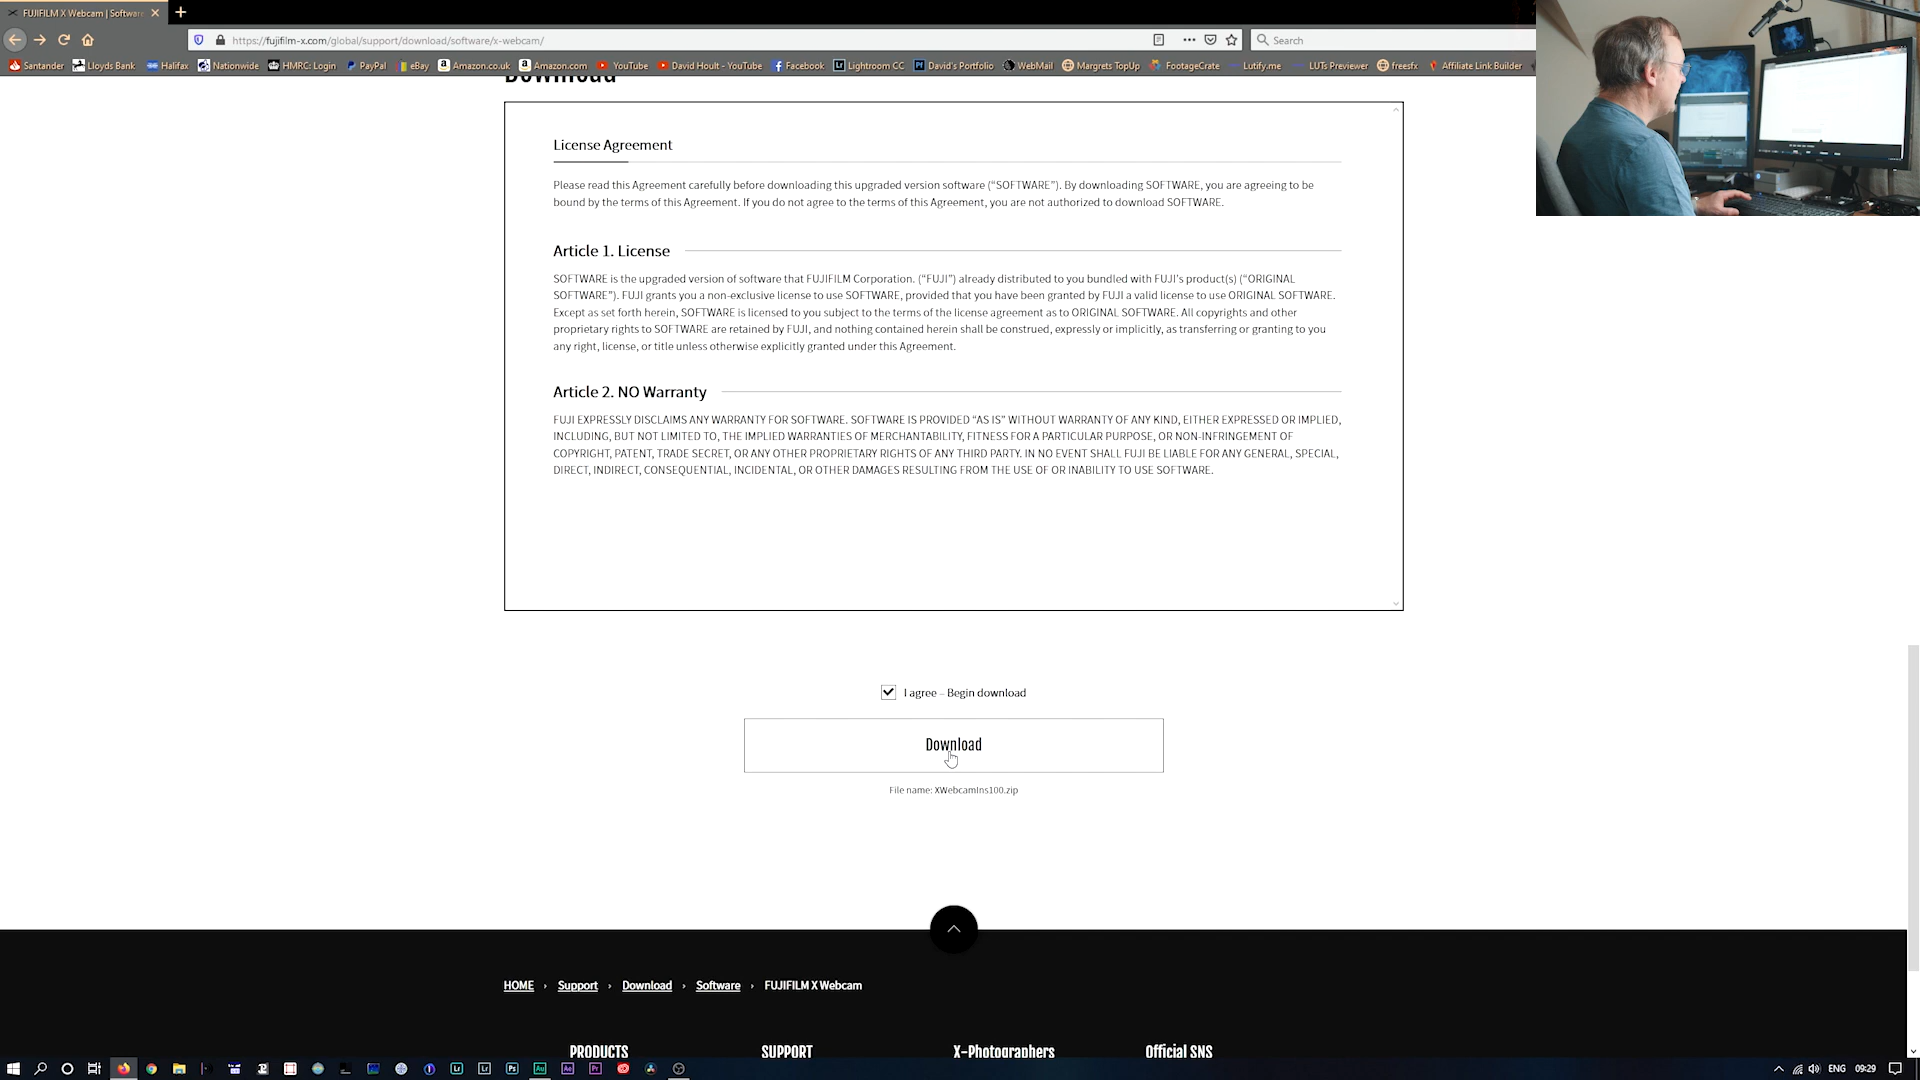 FUJIFILM X Webcam | Softwar
https://fujifilm-x.com/global/support/download/software/x-webcam/
Search
Santander Lloyds Bank Halifax Nationwide HMRC: Login PayPal eBay Amazon.co.uk Amazon.com YouTube David Hoult - YouTube Facebook Lightroom CC David's Portfolio WebMail Margrets TopUp FootageCrate Lutify.me LUTs Previewer freesfx Affiliate Link Builder
Download
License Agreement
Please read this Agreement carefully before downloading this upgraded version software (“SOFTWARE”). By downloading SOFTWARE, you are agreeing to be
bound by the terms of this Agreement. If you do not agree to the terms of this Agreement, you are not authorized to download SOFTWARE.
Article 1. License
SOFTWARE is the upgraded version of software that FUJIFILM Corporation. (“FUJI”) already distributed to you bundled with FUJI's product(s) (“ORIGINAL
SOFTWARE”). FUJI grants you a non-exclusive license to use SOFTWARE, provided that you have been granted by FUJI a valid license to use ORIGINAL SOFTWARE.
Except as set forth herein, SOFTWARE is licensed to you subject to the terms of the license agreement as to ORIGINAL SOFTWARE. All copyrights and other
proprietary rights to SOFTWARE are retained by FUJI, and nothing contained herein shall be construed, expressly or implicitly, as transferring or granting to you
any right, license, or title unless otherwise explicitly granted under this Agreement.
Article 2. NO Warranty
FUJI EXPRESSLY DISCLAIMS ANY WARRANTY FOR SOFTWARE. SOFTWARE IS PROVIDED “AS IS” WITHOUT WARRANTY OF ANY KIND, EITHER EXPRESSED OR IMPLIED,
INCLUDING, BUT NOT LIMITED TO, THE IMPLIED WARRANTIES OF MERCHANTABILITY, FITNESS FOR A PARTICULAR PURPOSE, OR NON-INFRINGEMENT OF
COPYRIGHT, PATENT, TRADE SECRET, OR ANY OTHER PROPRIETARY RIGHTS OF ANY THIRD PARTY. IN NO EVENT SHALL FUJI BE LIABLE FOR ANY GENERAL, SPECIAL,
DIRECT, INDIRECT, CONSEQUENTIAL, INCIDENTAL, OR OTHER DAMAGES RESULTING FROM THE USE OF OR INABILITY TO USE SOFTWARE.
I agree – Begin download
Download
File name: XWebcamIns100.zip
HOME › Support › Download › Software › FUJIFILM X Webcam
PRODUCTS SUPPORT X-Photographers Official SNS
ENG 09:29